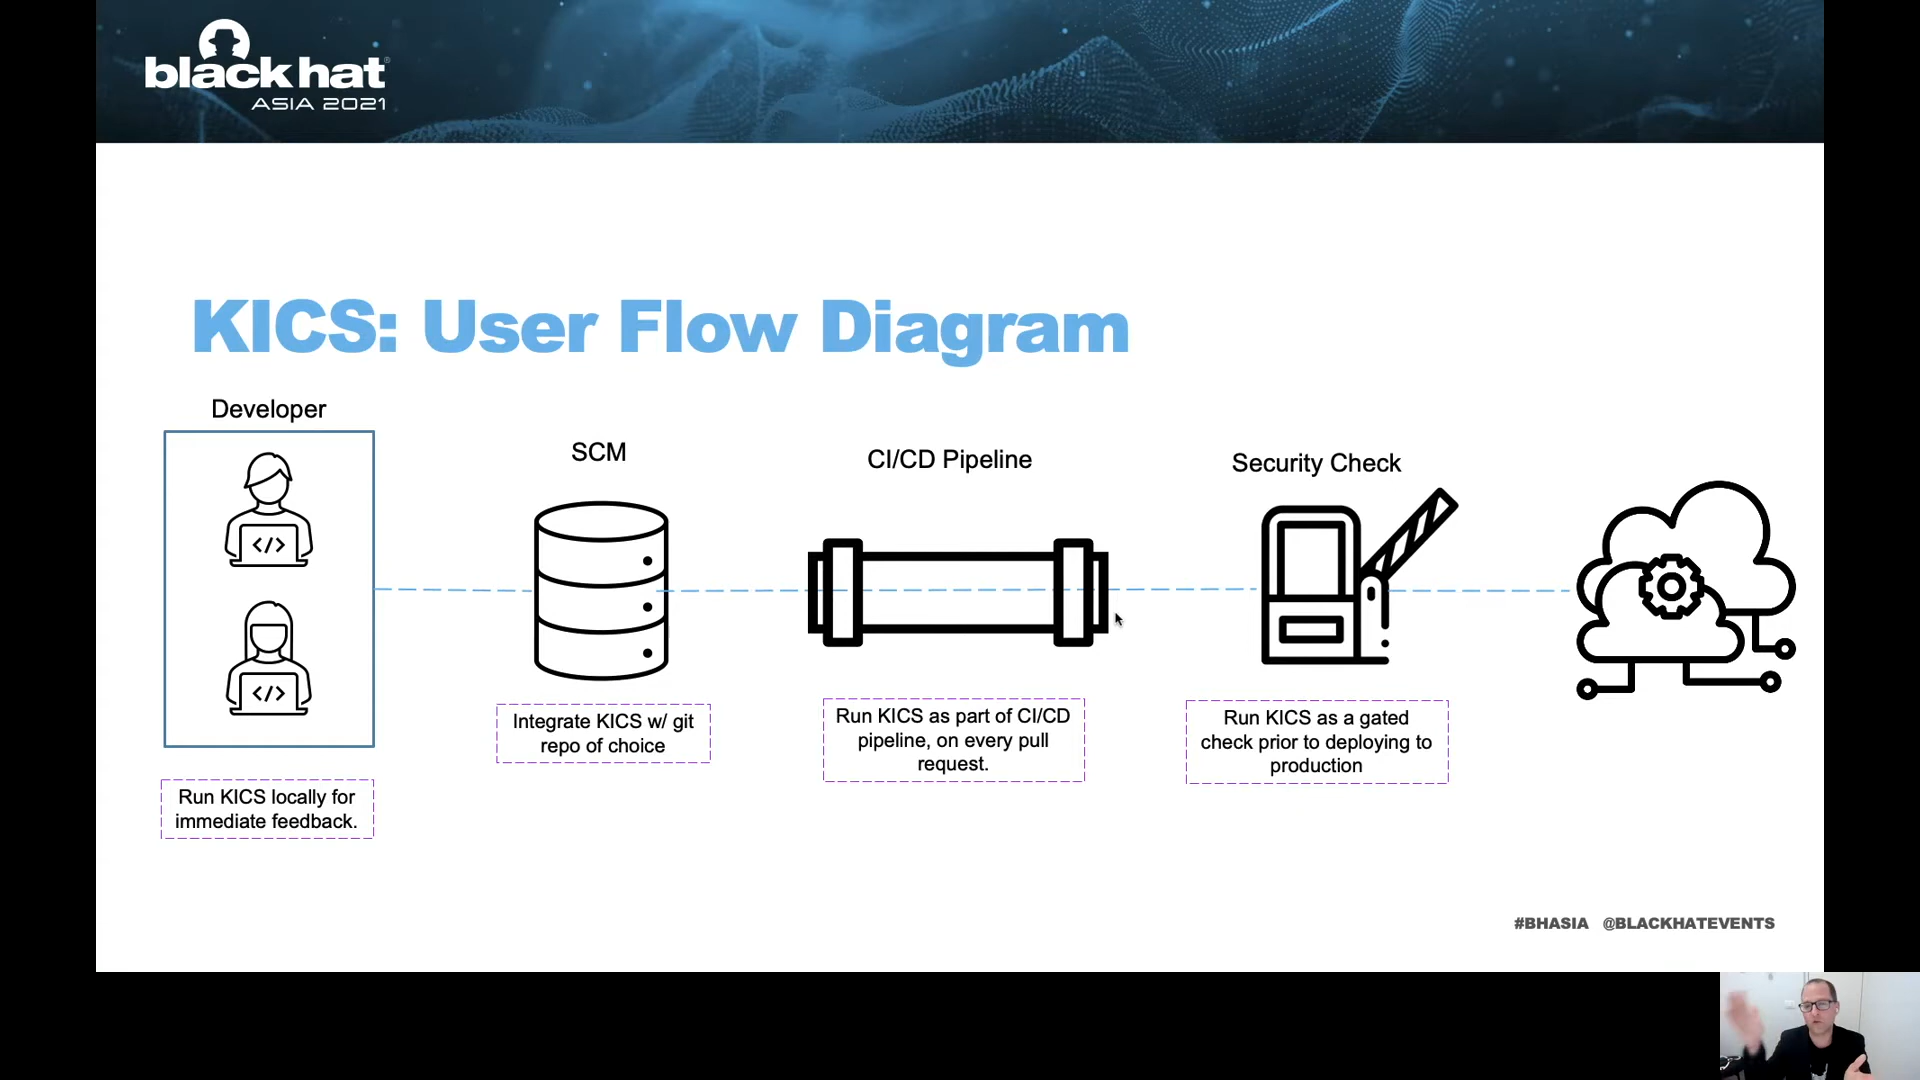 black hat
ASIA 2021
KICS: User Flow Diagram
Developer
</>
</>
Run KICS locally for
immediate feedback.
SCM
Integrate KICS w/ git
repo of choice
CI/CD Pipeline
Run KICS as part of CI/CD
pipeline, on every pull
request.
Security Check
Run KICS as a gated
check prior to deploying to
production
#BHASIA @BLACKHATEVENTS